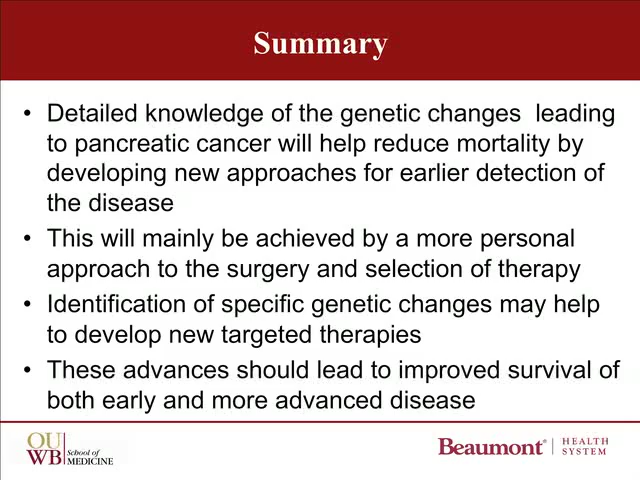 Summary
• Detailed knowledge of the genetic changes  leading
to pancreatic cancer will help reduce mortality by
developing new approaches for earlier detection of
the disease
• This will mainly be achieved by a more personal
approach to the surgery and selection of therapy
• Identification of specific genetic changes may help
to develop new targeted therapies
• These advances should lead to improved survival of
both early and more advanced disease
OU
WB
School of
MEDICINE
Beaumont®
HEALTH
SYSTEM